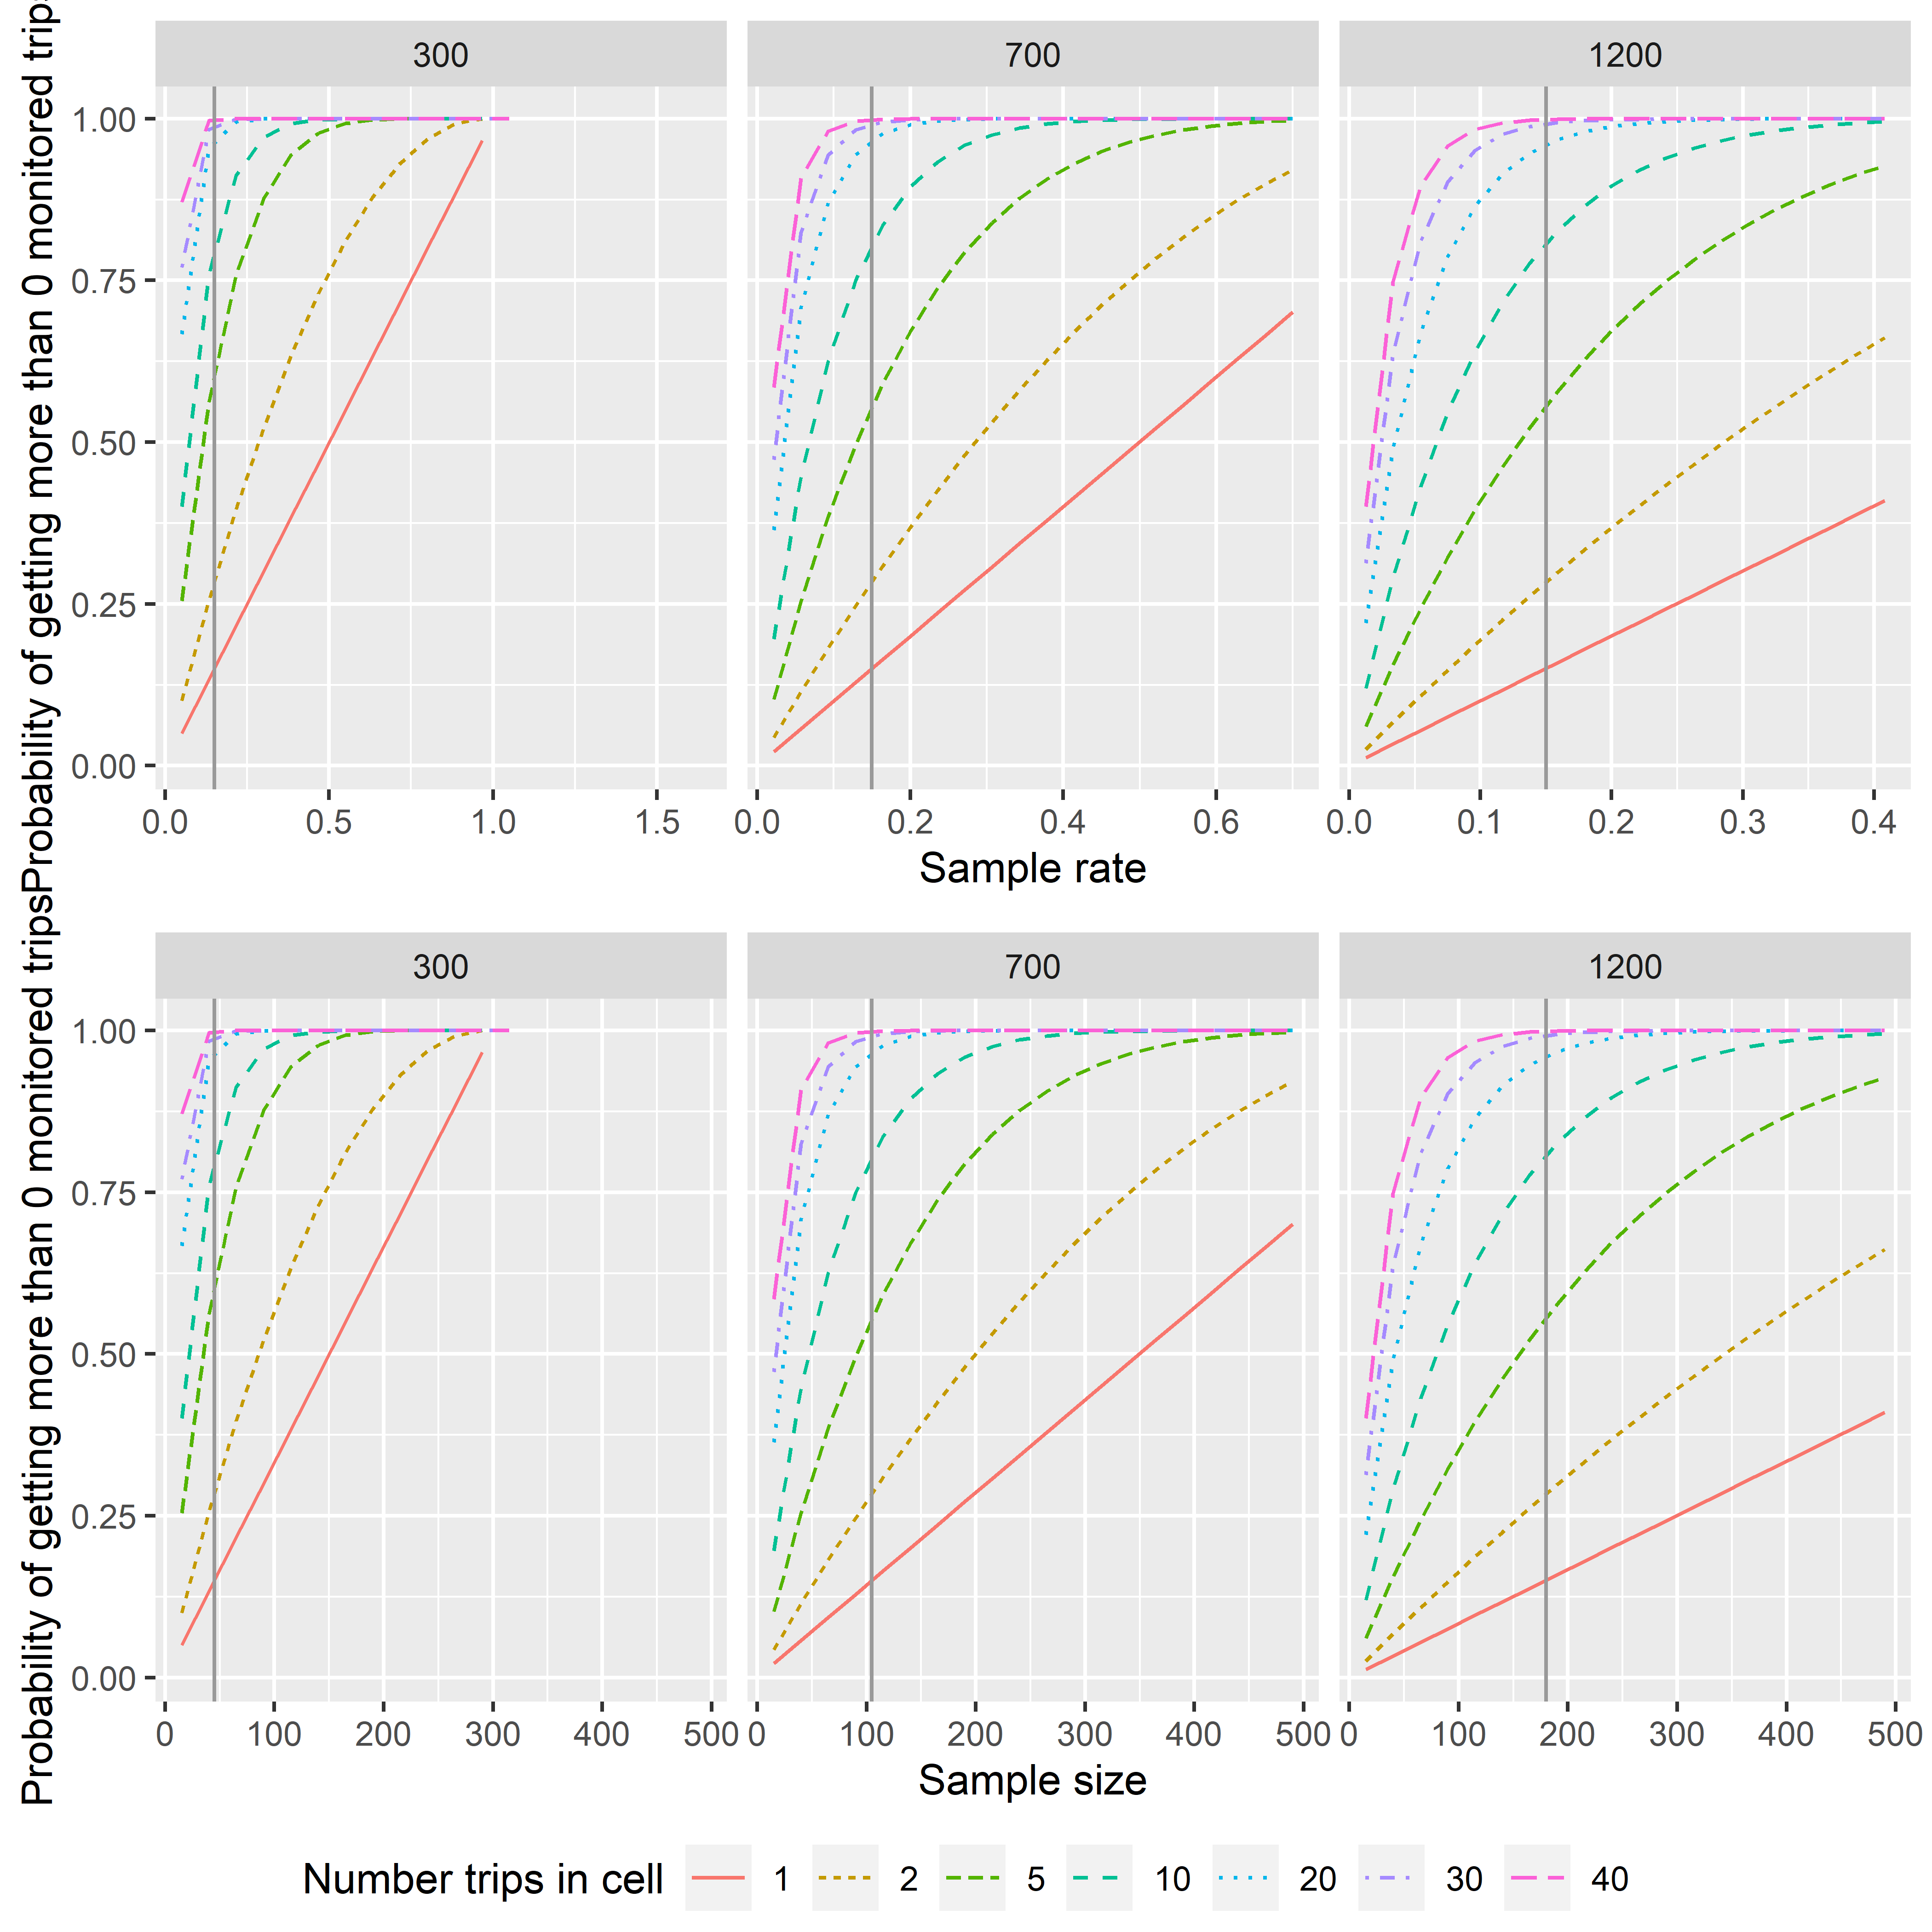 300 700 1200
Probability of getting more than 0 monitored trips
1.00
0.75
0.50
0.25
0.00
0.0 0.5 1.0 1.5 0.0 0.2 0.4 0.6 0.0 0.1 0.2 0.3 0.4
Sample rate
300 700 1200
Probability of getting more than 0 monitored trips
1.00
0.75
0.50
0.25
0.00
0 100 200 300 400 500 0 100 200 300 400 500 0 100 200 300 400 500
Sample size
Number trips in cell 1 2 5 10 20 30 40